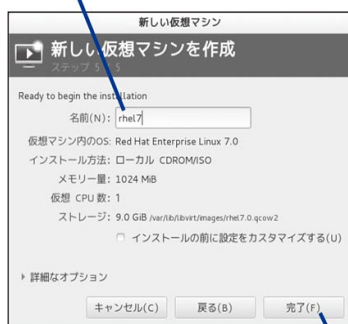 新しい仮想マシン
新しい仮想マシンを作成
ステップ 5 / 5
Ready to begin the installation
名前(N): rhel7
仮想マシン内のOS: Red Hat Enterprise Linux 7.0
インストール方法: ローカル CDROM/ISO
メモリー量: 1024 MiB
仮想 CPU 数: 1
ストレージ: 9.0 GiB /var/lib/libvirt/images/rhel7.0.qcow2
インストールの前に設定をカスタマイズする(U)
詳細なオプション
キャンセル(C) 戻る(B) 完了(F)